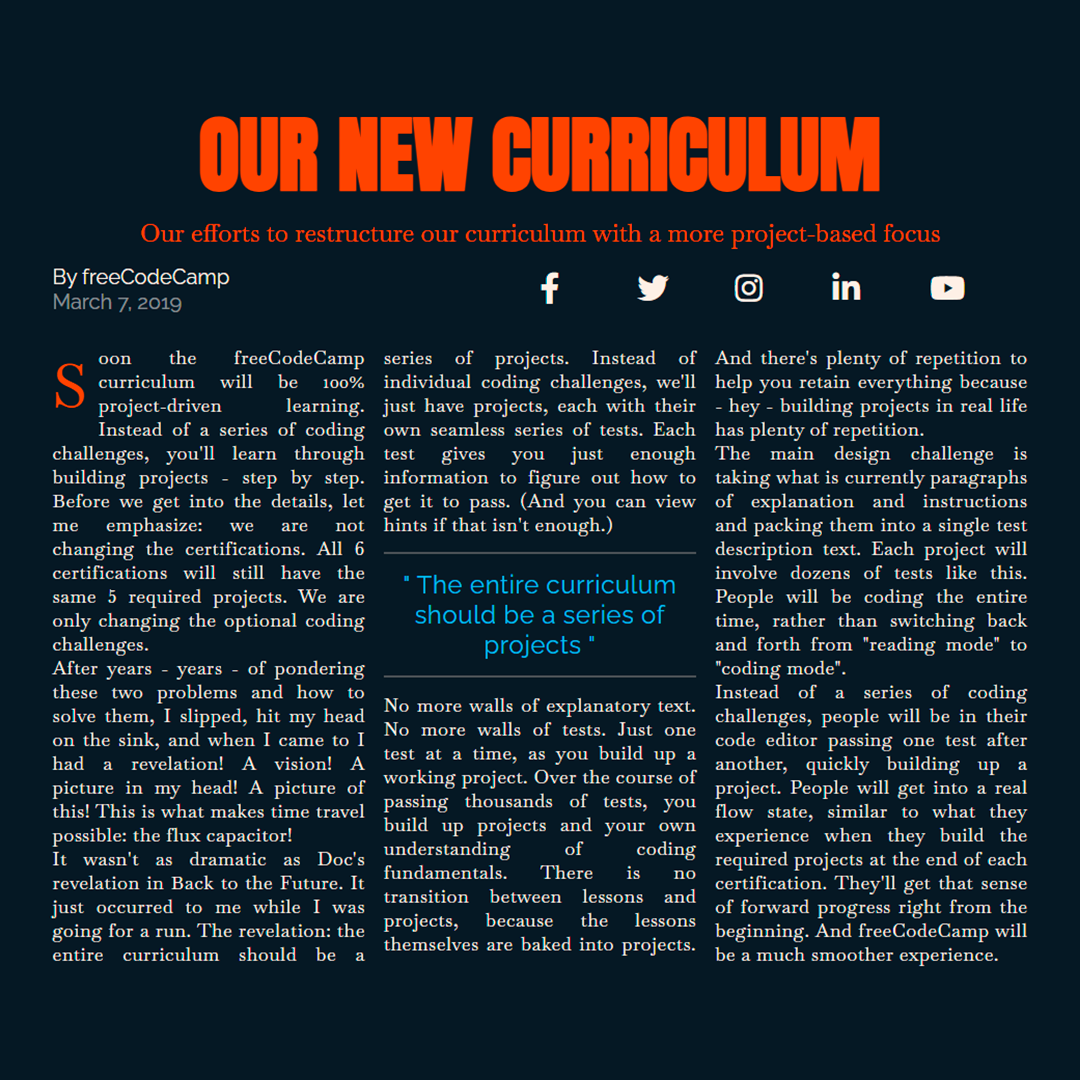 OUR NEW CURRICULUM
Our efforts to restructure our curriculum with a more project-based focus
By freeCodeCamp
March 7, 2019
Soon the freeCodeCamp
curriculum will be 100%
project-driven learning.
Instead of a series of coding
challenges, you'll learn through
building projects - step by step.
Before we get into the details, let
me emphasize: we are not
changing the certifications. All 6
certifications will still have the
same 5 required projects. We are
only changing the optional coding
challenges.
After years - years - of pondering
these two problems and how to
solve them, I slipped, hit my head
on the sink, and when I came to I
had a revelation! A vision! A
picture in my head! A picture of
this! This is what makes time travel
possible: the flux capacitor!
It wasn't as dramatic as Doc's
revelation in Back to the Future. It
just occurred to me while I was
going for a run. The revelation: the
entire curriculum should be a
series of projects. Instead of
individual coding challenges, we'll
just have projects, each with their
own seamless series of tests. Each
test gives you just enough
information to figure out how to
get it to pass. (And you can view
hints if that isn't enough.)
" The entire curriculum
should be a series of
projects "
No more walls of explanatory text.
No more walls of tests. Just one
test at a time, as you build up a
working project. Over the course of
passing thousands of tests, you
build up projects and your own
understanding of coding
fundamentals. There is no
transition between lessons and
projects, because the lessons
themselves are baked into projects.
And there's plenty of repetition to
help you retain everything because
- hey - building projects in real life
has plenty of repetition.
The main design challenge is
taking what is currently paragraphs
of explanation and instructions
and packing them into a single test
description text. Each project will
involve dozens of tests like this.
People will be coding the entire
time, rather than switching back
and forth from "reading mode" to
"coding mode".
Instead of a series of coding
challenges, people will be in their
code editor passing one test after
another, quickly building up a
project. People will get into a real
flow state, similar to what they
experience when they build the
required projects at the end of each
certification. They'll get that sense
of forward progress right from the
beginning. And freeCodeCamp will
be a much smoother experience.